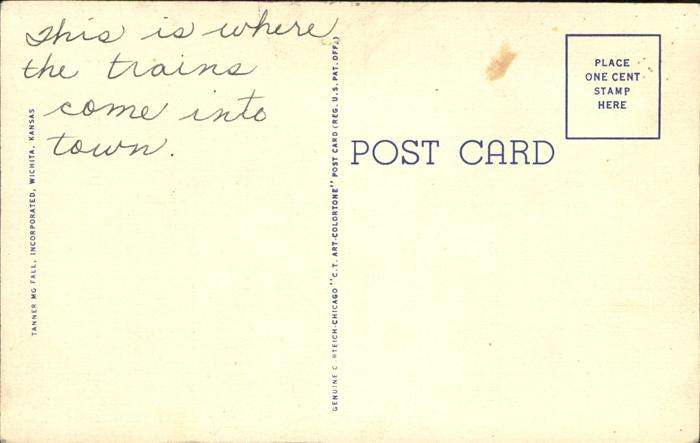 This is where
the trains
come into
town.
TANNER MC FALL, INCORPORATED, WICHITA, KANSAS
GENUINE C. TEICH-CHICAGO "C.T. ART-COLORTONE" POST CARD (REG. U.S. PAT. OFF.)
POST CARD
PLACE
ONE CENT
STAMP
HERE